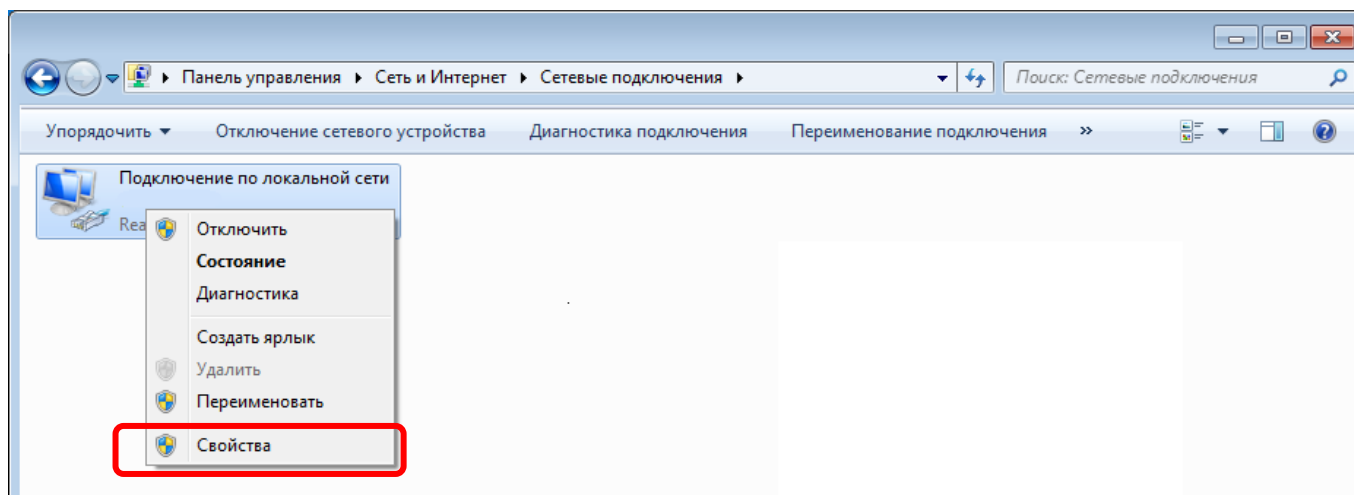 Панель управления Сеть и Интернет Сетевые подключения Поиск: Сетевые подключения
Упорядочить Отключение сетевого устройства Диагностика подключения Переименование подключения »
Подключение по локальной сети
Rea
Отключить
Состояние
Диагностика
Создать ярлык
Удалить
Переименовать
Свойства